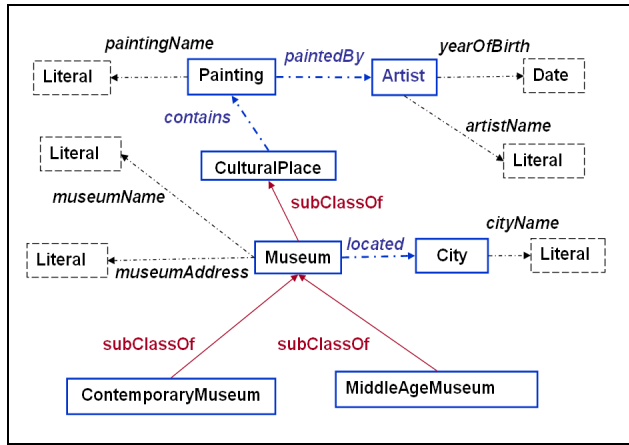 paintingName
paintedBy
yearOfBirth
Literal
Painting
Artist
Date
contains
artistName
Literal
CulturalPlace
Literal
museumName
subClassOf
located
cityName
Literal
museumAddress
Museum
City
Literal
subClassOf
subClassOf
ContemporaryMuseum
MiddleAgeMuseum